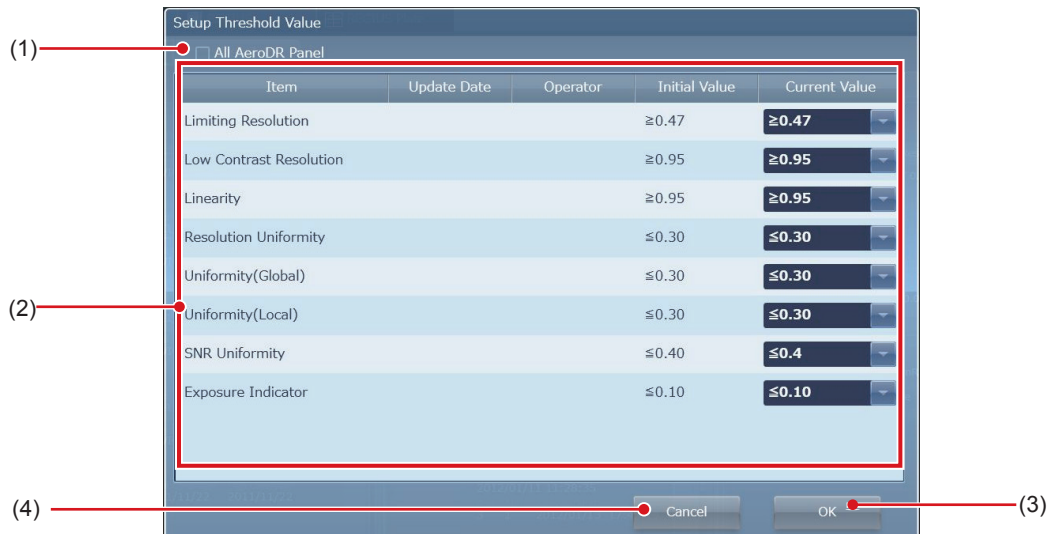 Setup Threshold Value
(1)
All AeroDR Panel
Item Update Date Operator Initial Value Current Value
Limiting Resolution ≧0.47 ≧0.47
Low Contrast Resolution ≧0.95 ≧0.95
Linearity ≧0.95 ≧0.95
Resolution Uniformity ≦0.30 ≦0.30
Uniformity(Global) ≦0.30 ≦0.30
(2)
Uniformity(Local) ≦0.30 ≦0.30
SNR Uniformity ≦0.40 ≦0.4
Exposure Indicator ≦0.10 ≦0.10
(4) Cancel OK (3)